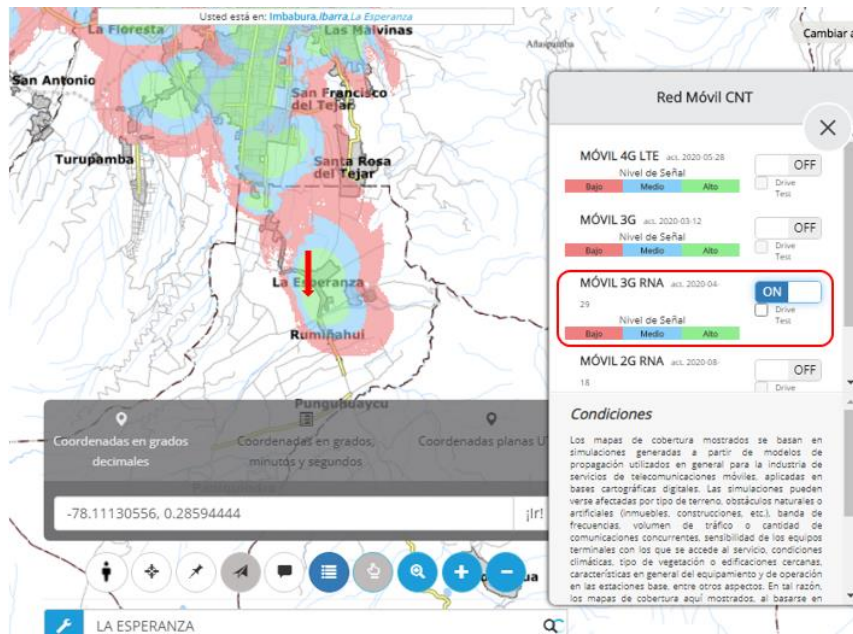 Usted está en: Imbabura,Ibarra,La Esperanza
La Floresta
Las Malvinas
Cambiar a
San Antonio
San Francisco
del Tejar
Turupamba
Santa Rosa
del Tejar
La Esperanza
Rumiñahui
Punguhuaycu
Red Móvil CNT
MÓVIL 4G LTE act. 2020-05-28
OFF
Nivel de Señal
Bajo Medio Alto
Drive
Test
MÓVIL 3G act. 2020-03-12
OFF
Nivel de Señal
Bajo Medio Alto
Drive
Test
MÓVIL 3G RNA act. 2020-04-
29
ON
Nivel de Señal
Bajo Medio Alto
Drive
Test
MÓVIL 2G RNA act. 2020-08-
18
OFF
Drive
Condiciones
Los mapas de cobertura mostrados se basan en
simulaciones generadas a partir de modelos de
propagación utilizados en general para la industria de
servicios de telecomunicaciones móviles, aplicadas en
bases cartográficas digitales. Las simulaciones pueden
verse afectadas por tipo de terreno, obstáculos naturales o
artificiales (inmuebles, construcciones, etc.), banda de
frecuencias, volumen de tráfico o cantidad de
comunicaciones concurrentes, sensibilidad de los equipos
terminales con los que se accede al servicio, condiciones
climáticas, tipo de vegetación o edificaciones cercanas,
características en general del equipamiento y de operación
en las estaciones base, entre otros aspectos. En tal razón,
los mapas de cobertura aquí mostrados, al basarse en
Coordenadas en grados
decimales
Coordenadas en grados,
minutos y segundos
Coordenadas planas UT
-78.11130556, 0.28594444
¡Ir!
LA ESPERANZA